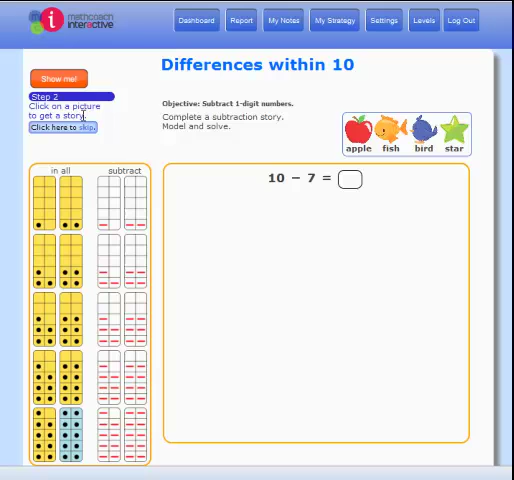 mathcoach
interactive
Dashboard
Report
My Notes
My Strategy
Settings
Levels
Log Out
Differences within 10
Show me!
Step 2
Click on a picture
to get a story.
Click here to skip.
Objective: Subtract 1-digit numbers.
Complete a subtraction story.
Model and solve.
apple fish bird star
in all subtract
10 − 7 =